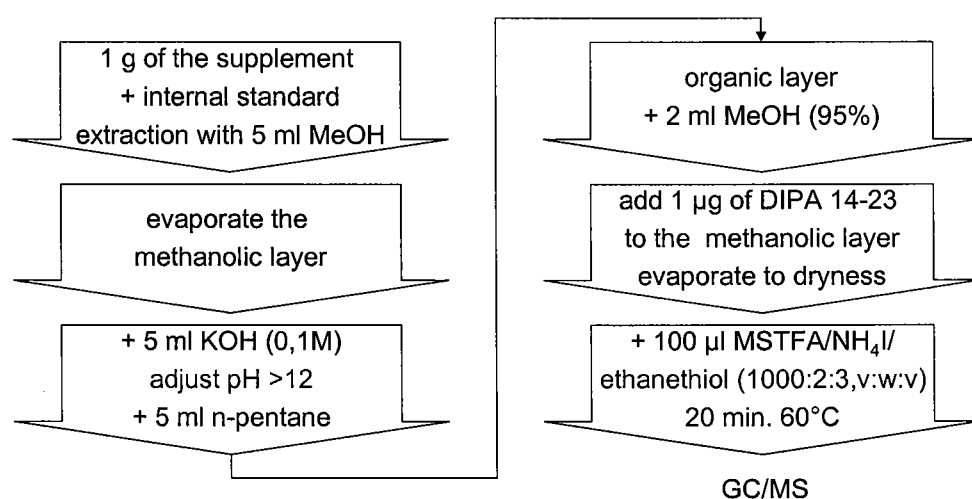 1 g of the supplement
+ internal standard
extraction with 5 ml MeOH
evaporate the
methanolic layer
+ 5 ml KOH (0,1M)
adjust pH >12
+ 5 ml n-pentane
organic layer
+ 2 ml MeOH (95%)
add 1 µg of DIPA 14-23
to the methanolic layer
evaporate to dryness
+ 100 µl MSTFA/NH₄I/
ethanethiol (1000:2:3,v:w:v)
20 min. 60°C
GC/MS